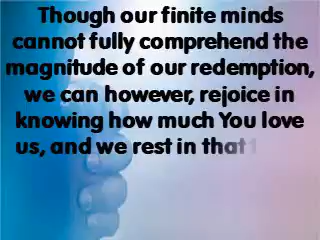 Though our finite minds
cannot fully comprehend the
magnitude of our redemption,
we can however, rejoice in
knowing how much You love
us, and we rest in that